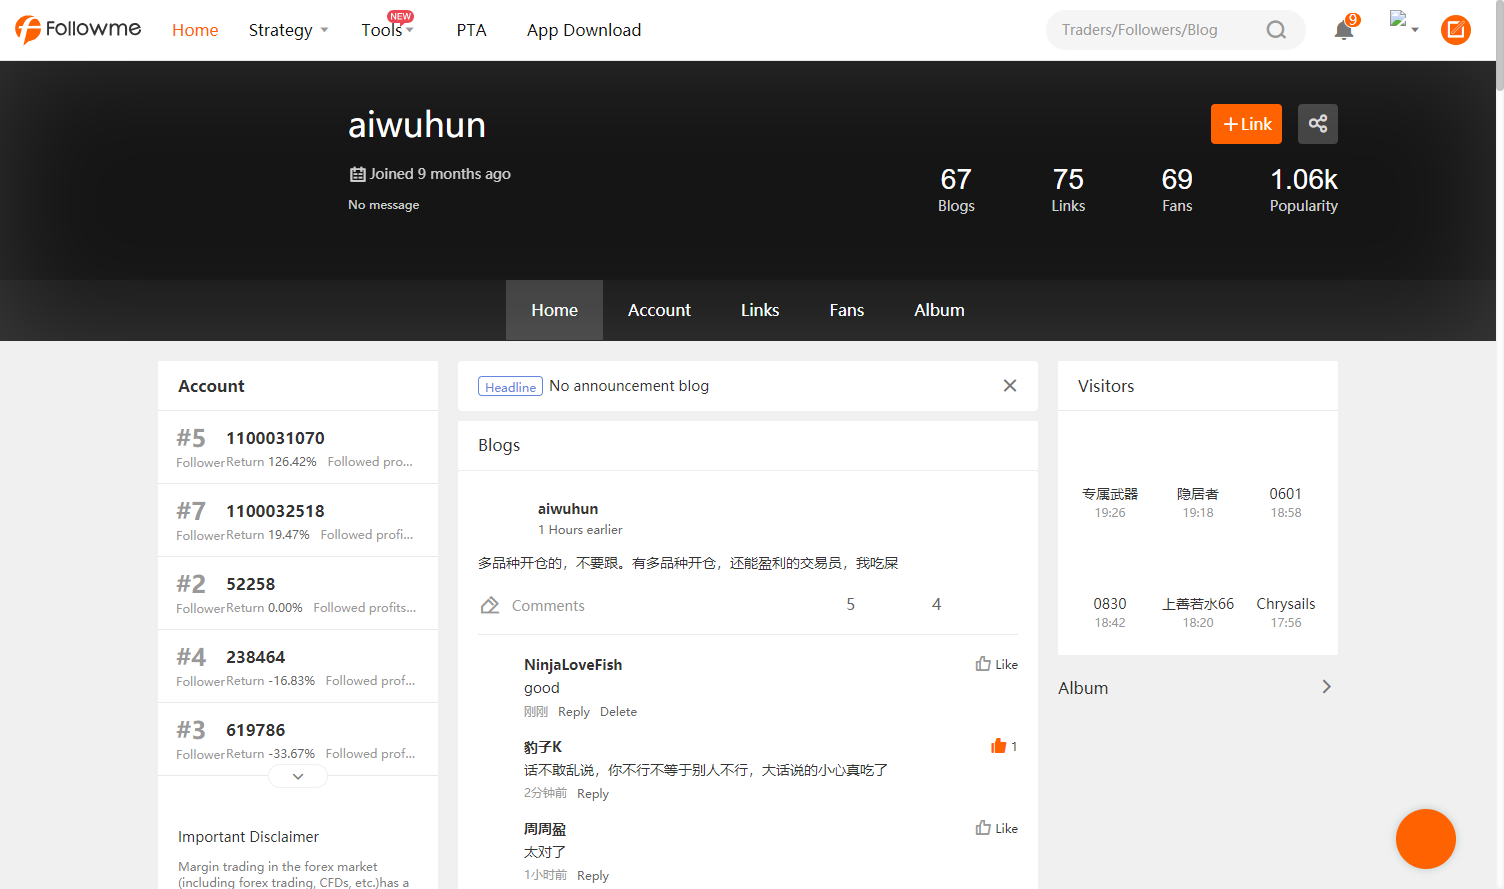 Followme
Home
Strategy
Tools
NEW
PTA
App Download
Traders/Followers/Blog
9
aiwuhun
+Link
Joined 9 months ago
No message
67
Blogs
75
Links
69
Fans
1.06k
Popularity
Home
Account
Links
Fans
Album
Account
#5 1100031070
Follower Return 126.42% Followed pro...
#7 1100032518
Follower Return 19.47% Followed profi...
#2 52258
Follower Return 0.00% Followed profits...
#4 238464
Follower Return -16.83% Followed prof...
#3 619786
Follower Return -33.67% Followed prof...
Important Disclaimer
Margin trading in the forex market
(including forex trading, CFDs, etc.)has a
Headline No announcement blog
Blogs
aiwuhun
1 Hours earlier
多品种开仓的，不要跟。有多品种开仓，还能盈利的交易员，我吃屎
Comments
5
4
NinjaLoveFish
Like
good
刚刚 Reply Delete
豹子K
1
话不敢乱说，你不行不等于别人不行，大话说的小心真吃了
2分钟前 Reply
周周盈
Like
太对了
1小时前 Reply
Visitors
专属武器
19:26
隐居者
19:18
0601
18:58
0830
18:42
上善若水66
18:20
Chrysails
17:56
Album